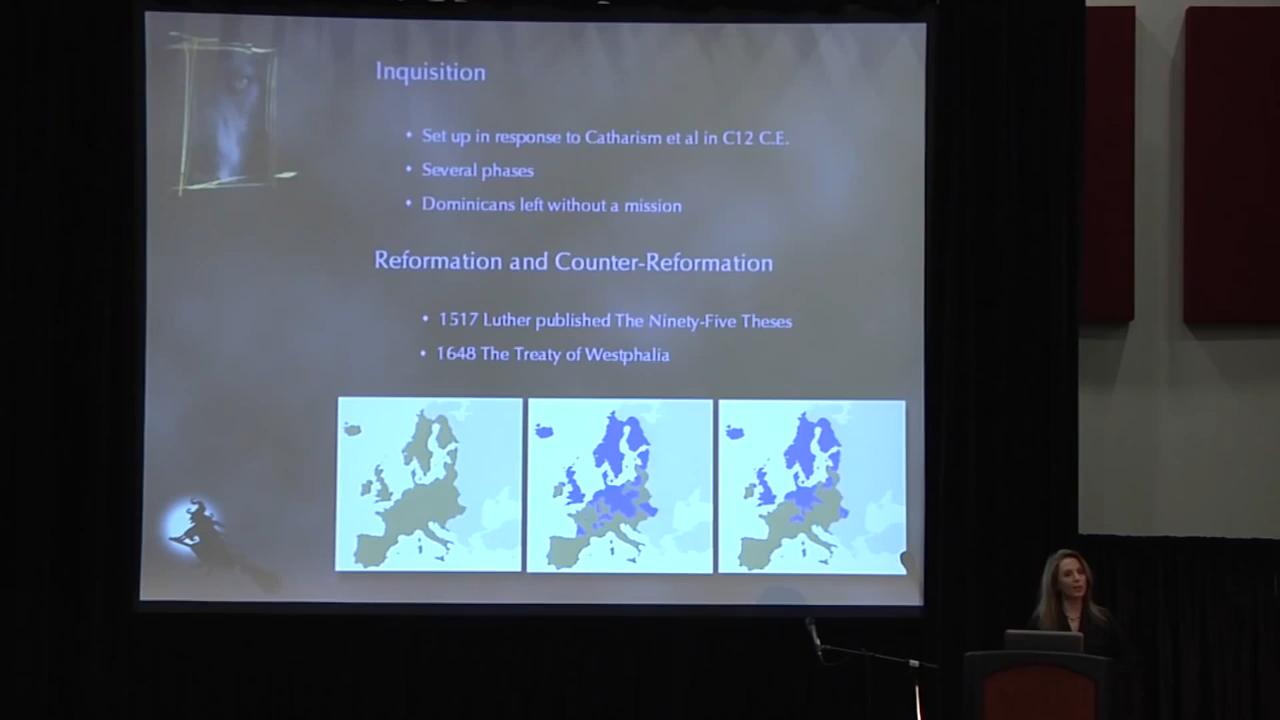 Inquisition
• Set up in response to Catharism et al in C12 C.E.
• Several phases
• Dominicans left without a mission
Reformation and Counter-Reformation
• 1517 Luther published The Ninety-Five Theses
• 1648 The Treaty of Westphalia